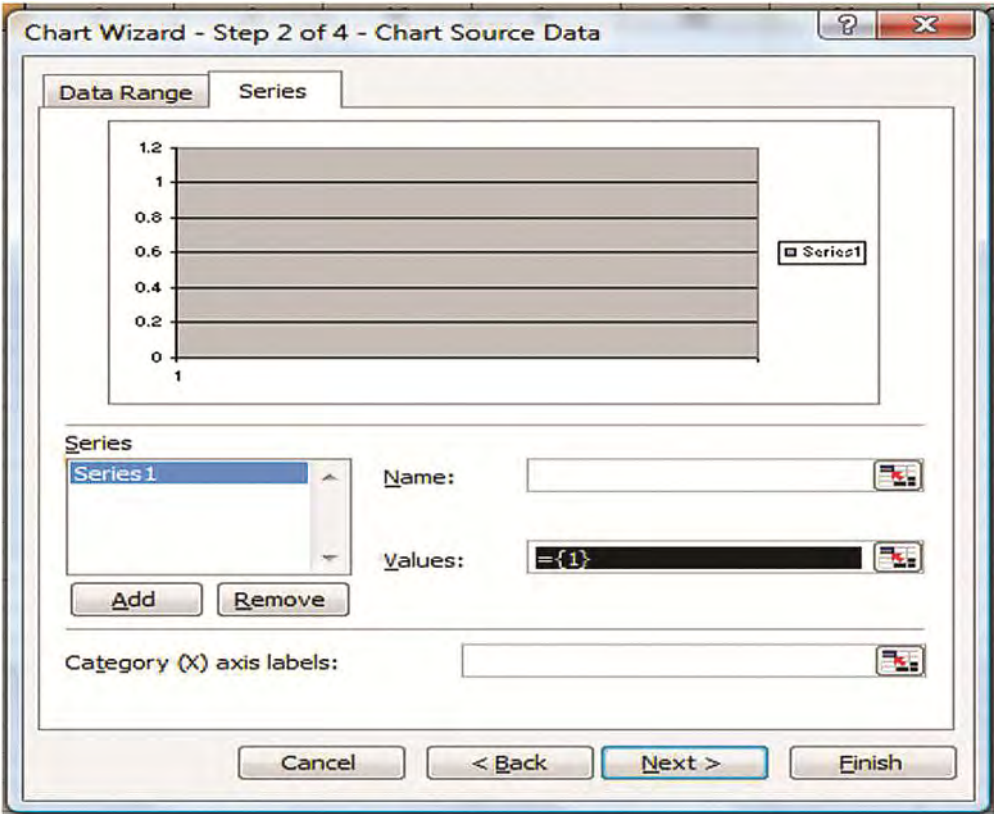 Chart Wizard - Step 2 of 4 - Chart Source Data
?
Data Range
Series
1.2
1
0.8
0.6
0.4
0.2
0
1
Series1
Series
Series1
Name:
Values:
={1}
Add
Remove
Category (X) axis labels:
Cancel
< Back
Next >
Finish